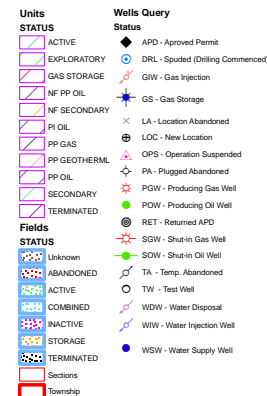 Units
STATUS
ACTIVE
EXPLORATORY
GAS STORAGE
NF PP OIL
NF SECONDARY
PI OIL
PP GAS
PP GEOTHERML
PP OIL
SECONDARY
TERMINATED
Fields
STATUS
Unknown
ABANDONED
ACTIVE
COMBINED
INACTIVE
STORAGE
TERMINATED
Sections
Township
Wells Query
Status
APD - Aproved Permit
DRL - Spuded (Drilling Commenced)
GIW - Gas Injection
GS - Gas Storage
LA - Location Abandoned
LOC - New Location
OPS - Operation Suspended
PA - Plugged Abandoned
PGW - Producing Gas Well
POW - Producing Oil Well
RET - Returned APD
SGW - Shut-in Gas Well
SOW - Shut-in Oil Well
TA - Temp. Abandoned
TW - Test Well
WDW - Water Disposal
WIW - Water Injection Well
WSW - Water Supply Well